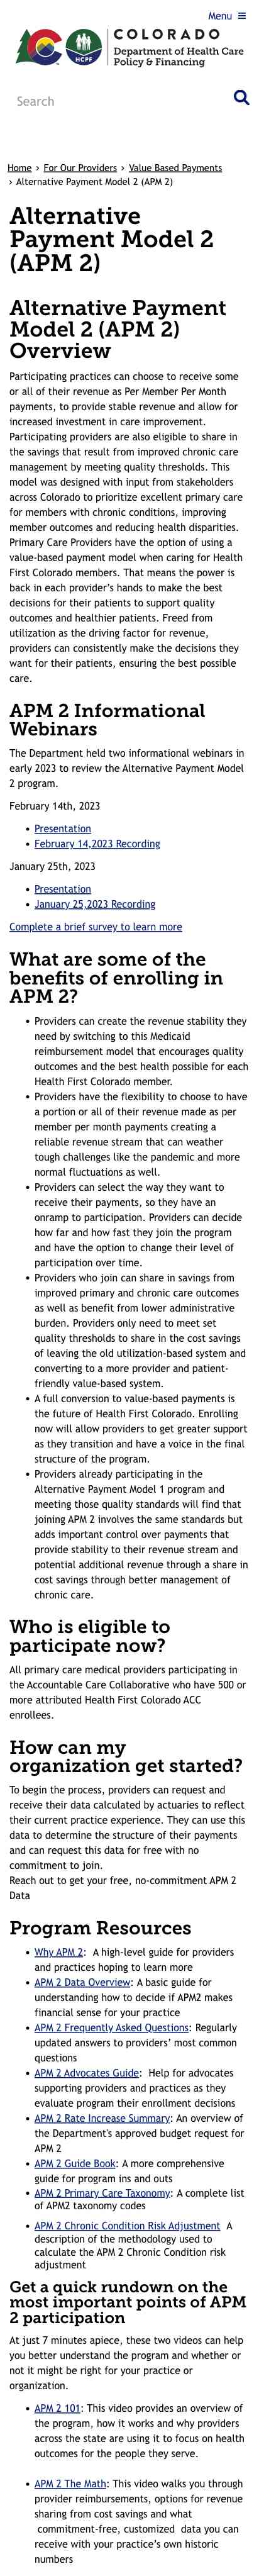 Menu ≡
COLORADO
Department of Health Care
Policy & Financing
HCPF
Search
Home › For Our Providers › Value Based Payments
› Alternative Payment Model 2 (APM 2)
Alternative
Payment Model 2
(APM 2)
Alternative Payment
Model 2 (APM 2)
Overview
Participating practices can choose to receive some
or all of their revenue as Per Member Per Month
payments, to provide stable revenue and allow for
increased investment in care improvement.
Participating providers are also eligible to share in
the savings that result from improved chronic care
management by meeting quality thresholds. This
model was designed with input from stakeholders
across Colorado to prioritize excellent primary care
for members with chronic conditions, improving
member outcomes and reducing health disparities.
Primary Care Providers have the option of using a
value-based payment model when caring for Health
First Colorado members. That means the power is
back in each provider's hands to make the best
decisions for their patients to support quality
outcomes and healthier patients. Freed from
utilization as the driving factor for revenue,
providers can consistently make the decisions they
want for their patients, ensuring the best possible
care.
APM 2 Informational
Webinars
The Department held two informational webinars in
early 2023 to review the Alternative Payment Model
2 program.
February 14th, 2023
• Presentation
• February 14,2023 Recording
January 25th, 2023
• Presentation
• January 25,2023 Recording
Complete a brief survey to learn more
What are some of the
benefits of enrolling in
APM 2?
• Providers can create the revenue stability they
need by switching to this Medicaid
reimbursement model that encourages quality
outcomes and the best health possible for each
Health First Colorado member.
• Providers have the flexibility to choose to have
a portion or all of their revenue made as per
member per month payments creating a
reliable revenue stream that can weather
tough challenges like the pandemic and more
normal fluctuations as well.
• Providers can select the way they want to
receive their payments, so they have an
onramp to participation. Providers can decide
how far and how fast they join the program
and have the option to change their level of
participation over time.
• Providers who join can share in savings from
improved primary and chronic care outcomes
as well as benefit from lower administrative
burden. Providers only need to meet set
quality thresholds to share in the cost savings
of leaving the old utilization-based system and
converting to a more provider and patient-
friendly value-based system.
• A full conversion to value-based payments is
the future of Health First Colorado. Enrolling
now will allow providers to get greater support
as they transition and have a voice in the final
structure of the program.
• Providers already participating in the
Alternative Payment Model 1 program and
meeting those quality standards will find that
joining APM 2 involves the same standards but
adds important control over payments that
provide stability to their revenue stream and
potential additional revenue through a share in
cost savings through better management of
chronic care.
Who is eligible to
participate now?
All primary care medical providers participating in
the Accountable Care Collaborative who have 500 or
more attributed Health First Colorado ACC
enrollees.
How can my
organization get started?
To begin the process, providers can request and
receive their data calculated by actuaries to reflect
their current practice experience. They can use this
data to determine the structure of their payments
and can request this data for free with no
commitment to join.
Reach out to get your free, no-commitment APM 2
Data
Program Resources
• Why APM 2: A high-level guide for providers
and practices hoping to learn more
• APM 2 Data Overview: A basic guide for
understanding how to decide if APM2 makes
financial sense for your practice
• APM 2 Frequently Asked Questions: Regularly
updated answers to providers' most common
questions
• APM 2 Advocates Guide: Help for advocates
supporting providers and practices as they
evaluate program their enrollment decisions
• APM 2 Rate Increase Summary: An overview of
the Department's approved budget request for
APM 2
• APM 2 Guide Book: A more comprehensive
guide for program ins and outs
• APM 2 Primary Care Taxonomy: A complete list
of APM2 taxonomy codes
• APM 2 Chronic Condition Risk Adjustment A
description of the methodology used to
calculate the APM 2 Chronic Condition risk
adjustment
Get a quick rundown on the
most important points of APM
2 participation
At just 7 minutes apiece, these two videos can help
you better understand the program and whether or
not it might be right for your practice or
organization.
• APM 2 101: This video provides an overview of
the program, how it works and why providers
across the state are using it to focus on health
outcomes for the people they serve.
• APM 2 The Math: This video walks you through
provider reimbursements, options for revenue
sharing from cost savings and what
commitment-free, customized data you can
receive with your practice's own historic
numbers